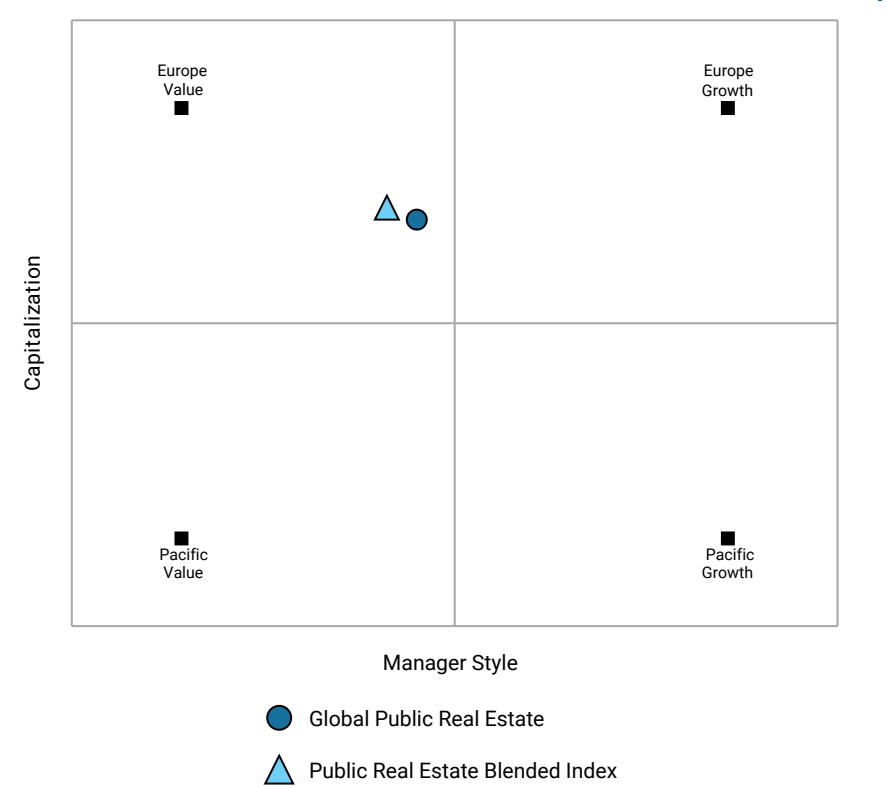 Europe
Value
Europe
Growth
Capitalization
Pacific
Value
Pacific
Growth
Manager Style
Global Public Real Estate
Public Real Estate Blended Index